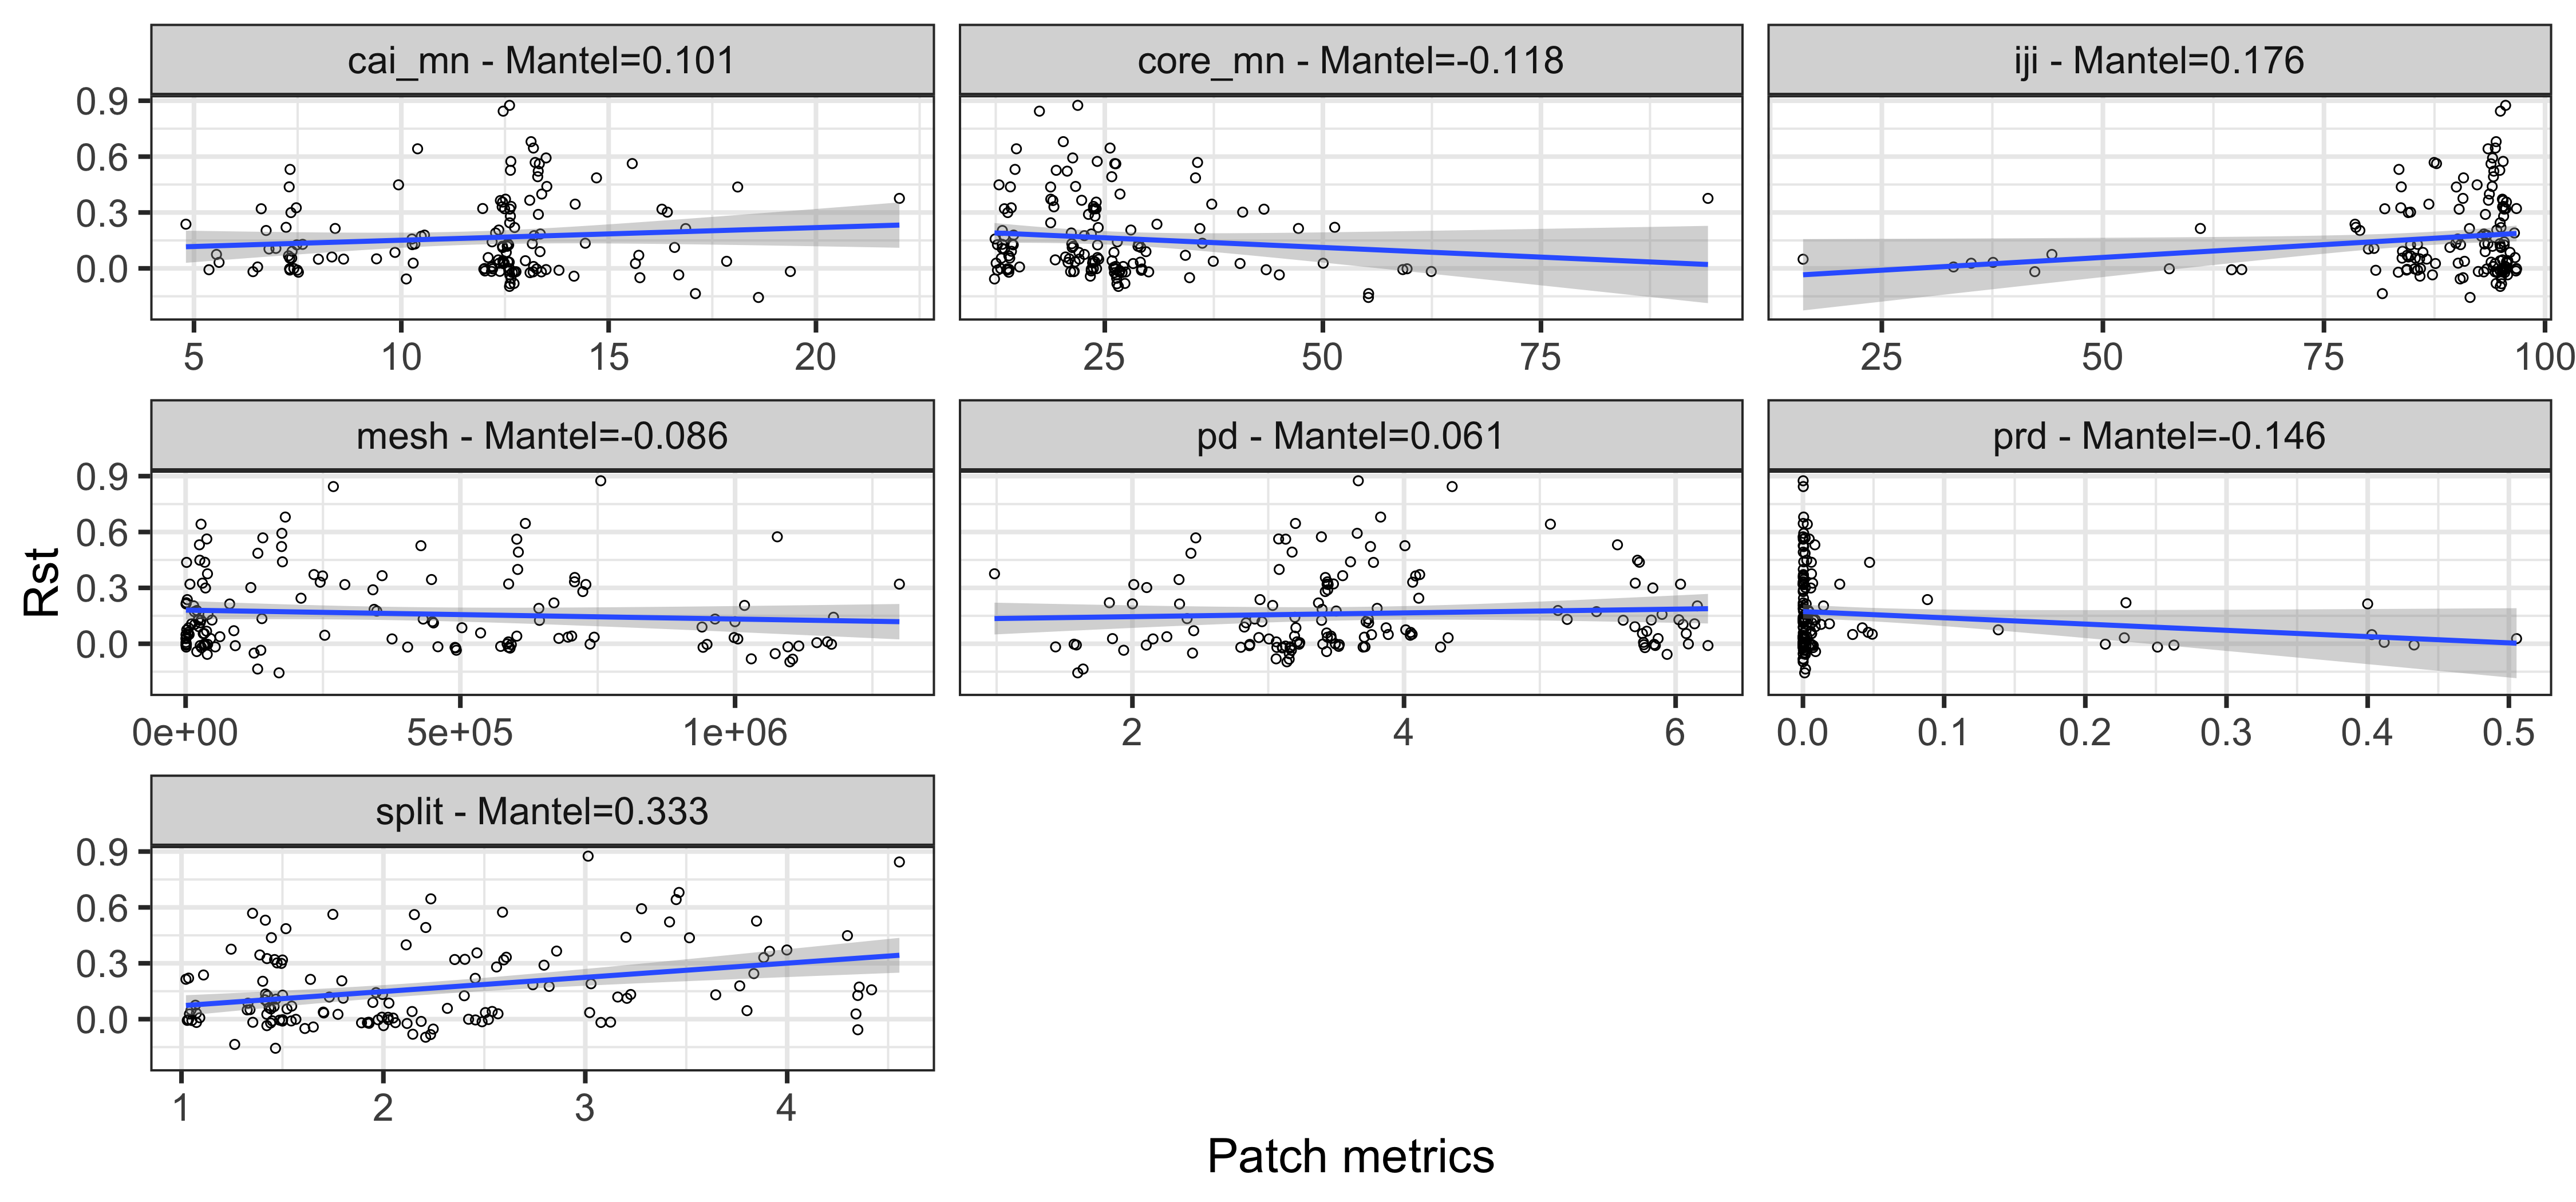 cai_mn - Mantel=0.101
core_mn - Mantel=-0.118
iji - Mantel=0.176
0.9
0.6
0.3
0.0
5 10 15 20
25 50 75
25 50 75 100
mesh - Mantel=-0.086
pd - Mantel=0.061
prd - Mantel=-0.146
0.9
0.6
0.3
0.0
Rst
0e+00 5e+05 1e+06
2 4 6
0.0 0.1 0.2 0.3 0.4 0.5
split - Mantel=0.333
0.9
0.6
0.3
0.0
1 2 3 4
Patch metrics